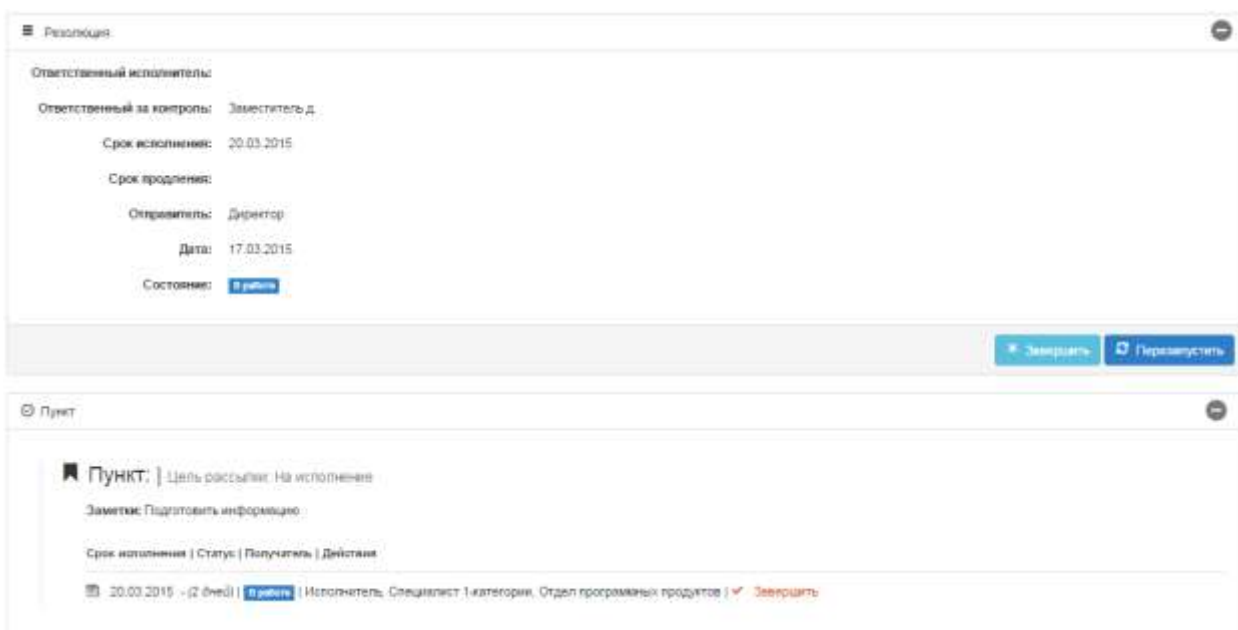 Резолюция
Ответственный исполнитель:
Ответственный за контроль: Заместитель д
Срок исполнения: 20.03.2015
Срок продления:
Отправитель: Директор
Дата: 17.03.2015
Состояние: В работе
Завершить Перезапустить
Пункт
Пункт: | Цель рассылки: На исполнение
Заметки: Подготовить информацию
Срок исполнения | Статус | Получатель | Действия
20.03.2015 - (2 дней) | В работе | Исполнитель, Специалист 1-категории, Отдел програмных продуктов | Завершить